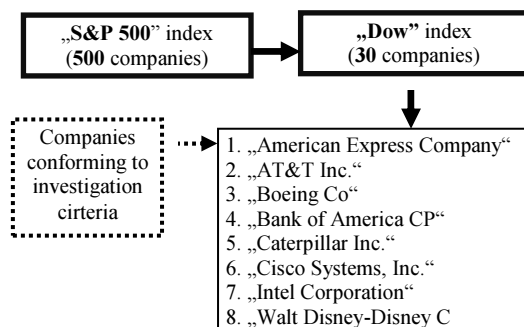 „S&P 500” index
(500 companies)
„Dow” index
(30 companies)
Companies
conforming to
investigation
cirteria
1. „American Express Company“
2. „AT&T Inc.“
3. „Boeing Co“
4. „Bank of America CP“
5. „Caterpillar Inc.“
6. „Cisco Systems, Inc.“
7. „Intel Corporation“
8. „Walt Disney-Disney C